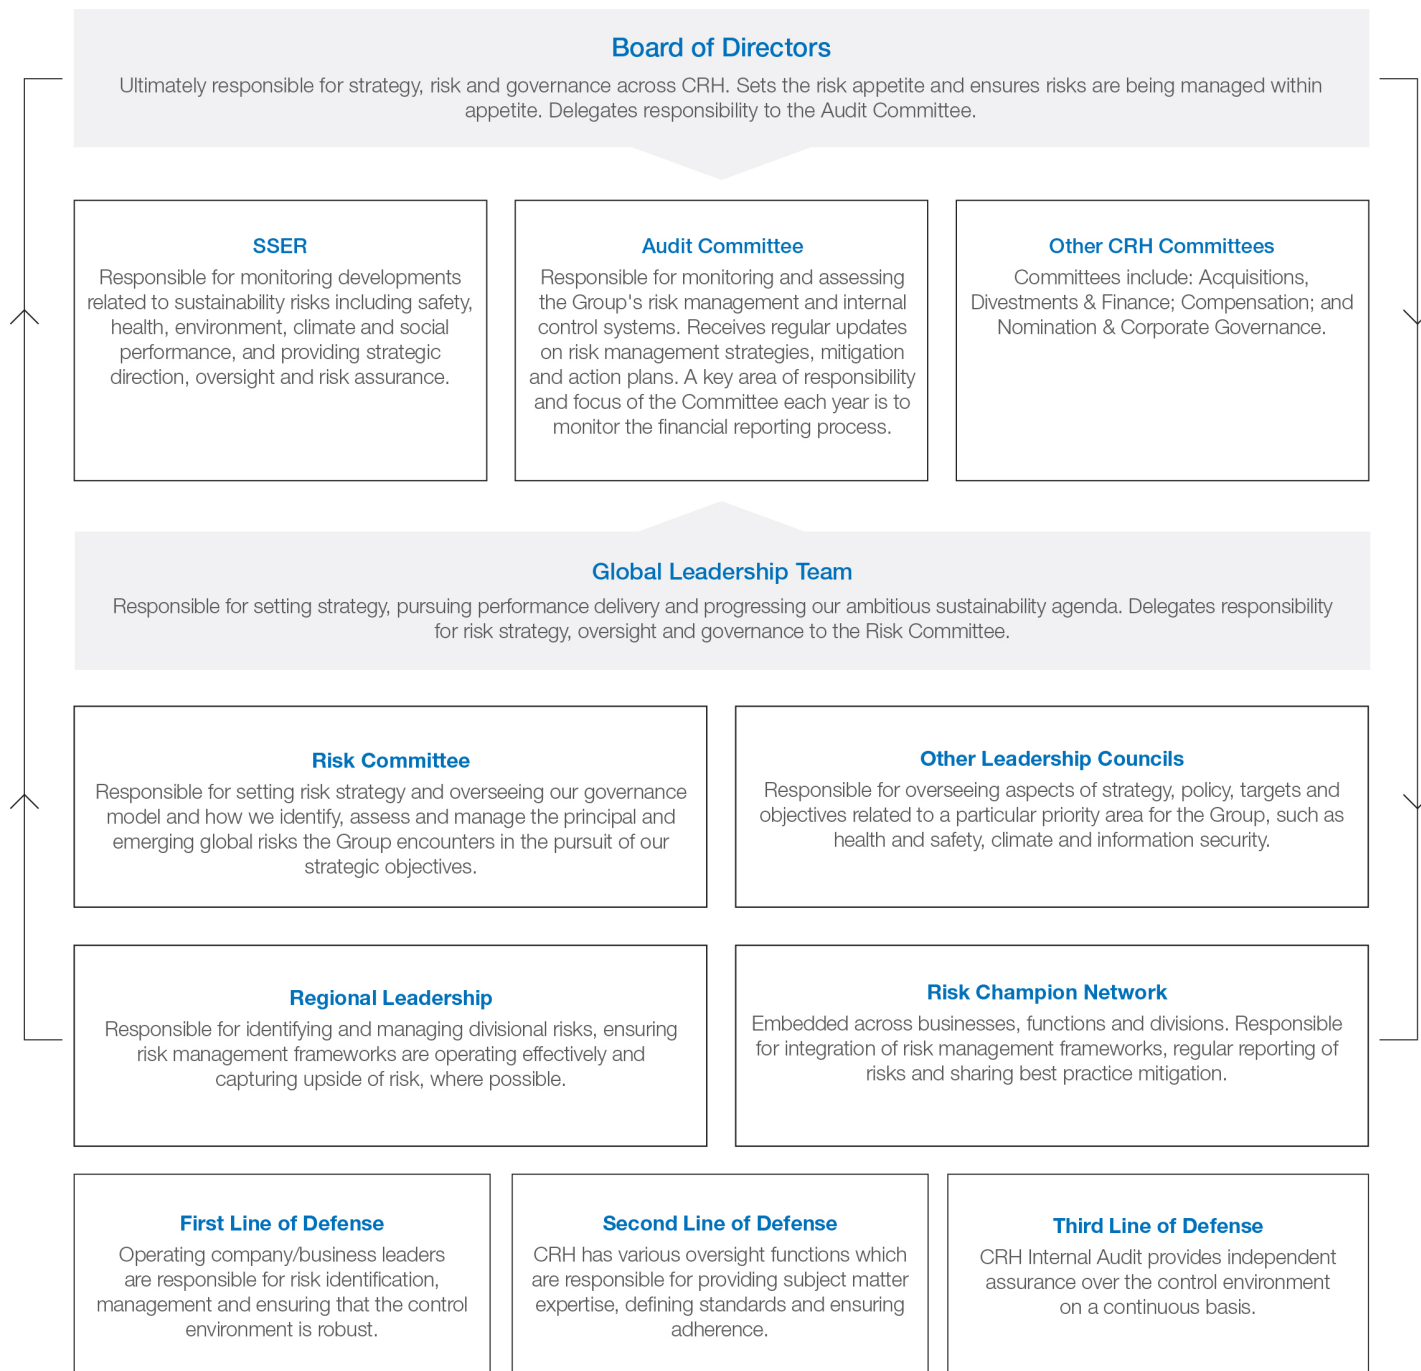 Board of Directors
Ultimately responsible for strategy, risk and governance across CRH. Sets the risk appetite and ensures risks are being managed within
appetite. Delegates responsibility to the Audit Committee.
SSER
Responsible for monitoring developments
related to sustainability risks including safety,
health, environment, climate and social
performance, and providing strategic
direction, oversight and risk assurance.
Audit Committee
Responsible for monitoring and assessing
the Group's risk management and internal
control systems. Receives regular updates
on risk management strategies, mitigation
and action plans. A key area of responsibility
and focus of the Committee each year is to
monitor the financial reporting process.
Other CRH Committees
Committees include: Acquisitions,
Divestments & Finance; Compensation; and
Nomination & Corporate Governance.
Global Leadership Team
Responsible for setting strategy, pursuing performance delivery and progressing our ambitious sustainability agenda. Delegates responsibility
for risk strategy, oversight and governance to the Risk Committee.
Risk Committee
Responsible for setting risk strategy and overseeing our governance
model and how we identify, assess and manage the principal and
emerging global risks the Group encounters in the pursuit of our
strategic objectives.
Other Leadership Councils
Responsible for overseeing aspects of strategy, policy, targets and
objectives related to a particular priority area for the Group, such as
health and safety, climate and information security.
Regional Leadership
Responsible for identifying and managing divisional risks, ensuring
risk management frameworks are operating effectively and
capturing upside of risk, where possible.
Risk Champion Network
Embedded across businesses, functions and divisions. Responsible
for integration of risk management frameworks, regular reporting of
risks and sharing best practice mitigation.
First Line of Defense
Operating company/business leaders
are responsible for risk identification,
management and ensuring that the control
environment is robust.
Second Line of Defense
CRH has various oversight functions which
are responsible for providing subject matter
expertise, defining standards and ensuring
adherence.
Third Line of Defense
CRH Internal Audit provides independent
assurance over the control environment
on a continuous basis.